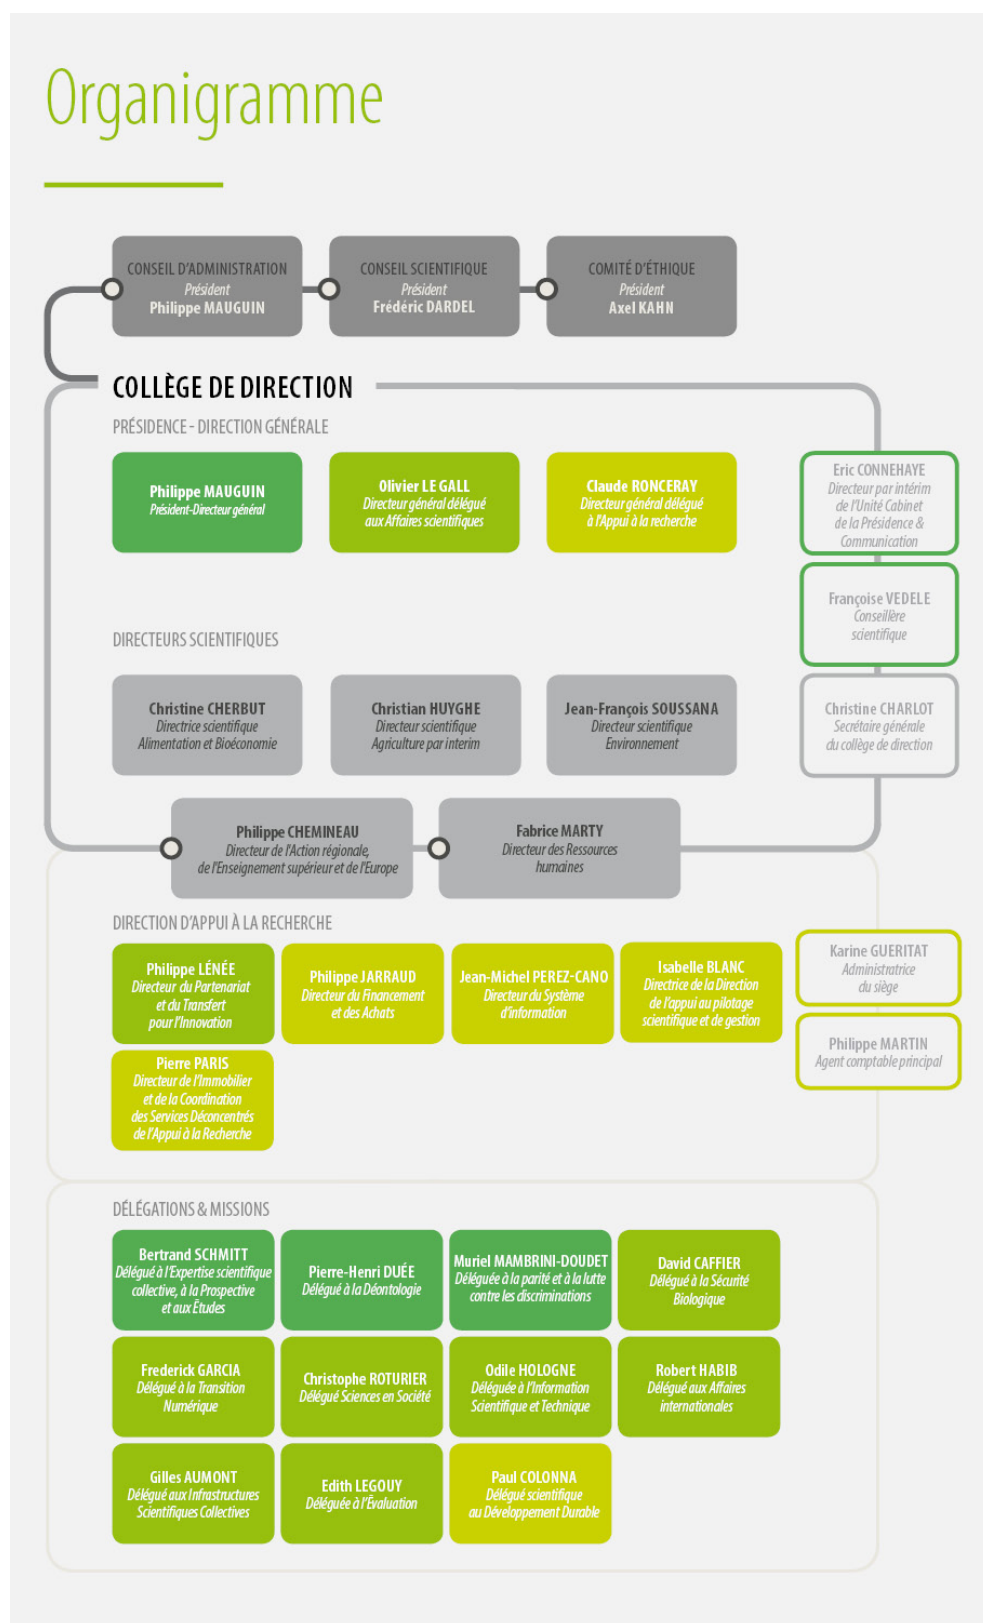 Organigramme
CONSEIL D'ADMINISTRATION
Président
Philippe MAUGUIN
CONSEIL SCIENTIFIQUE
Président
Frédéric DARDEL
COMITÉ D'ÉTHIQUE
Président
Axel KAHN
COLLÈGE DE DIRECTION
PRÉSIDENCE - DIRECTION GÉNÉRALE
Philippe MAUGUIN
Président-Directeur général
Olivier LE GALL
Directeur général délégué
aux Affaires scientifiques
Claude RONCERAY
Directeur général délégué
à l'Appui à la recherche
Eric CONNEHAYE
Directeur par intérim
de l'Unité Cabinet
de la Présidence &
Communication
Françoise VEDELE
Conseillère
scientifique
DIRECTEURS SCIENTIFIQUES
Christine CHERBUT
Directrice scientifique
Alimentation et Bioéconomie
Christian HUYGHE
Directeur scientifique
Agriculture par interim
Jean-François SOUSSANA
Directeur scientifique
Environnement
Christine CHARLOT
Secrétaire générale
du collège de direction
Philippe CHEMINEAU
Directeur de l'Action régionale,
de l'Enseignement supérieur et de l'Europe
Fabrice MARTY
Directeur des Ressources
humaines
DIRECTION D'APPUI À LA RECHERCHE
Philippe LÉNÉE
Directeur du Partenariat
et du Transfert
pour l'Innovation
Philippe JARRAUD
Directeur du Financement
et des Achats
Jean-Michel PEREZ-CANO
Directeur du Système
d'information
Isabelle BLANC
Directrice de la Direction
de l'appui au pilotage
scientifique et de gestion
Karine GUERITAT
Administratrice
du siège
Philippe MARTIN
Agent comptable principal
Pierre PARIS
Directeur de l'Immobilier
et de la Coordination
des Services Déconcentrés
de l'Appui à la Recherche
DÉLÉGATIONS & MISSIONS
Bertrand SCHMITT
Délégué à l'Expertise scientifique
collective, à la Prospective
et aux Études
Pierre-Henri DUÉE
Délégué à la Déontologie
Muriel MAMBRINI-DOUDET
Déléguée à la parité et à la lutte
contre les discriminations
David CAFFIER
Délégué à la Sécurité
Biologique
Frederick GARCIA
Délégué à la Transition
Numérique
Christophe ROTURIER
Délégué Sciences en Société
Odile HOLOGNE
Déléguée à l'Information
Scientifique et Technique
Robert HABIB
Délégué aux Affaires
internationales
Gilles AUMONT
Délégué aux Infrastructures
Scientifiques Collectives
Edith LEGOUY
Déléguée à l'Évaluation
Paul COLONNA
Délégué scientifique
au Développement Durable